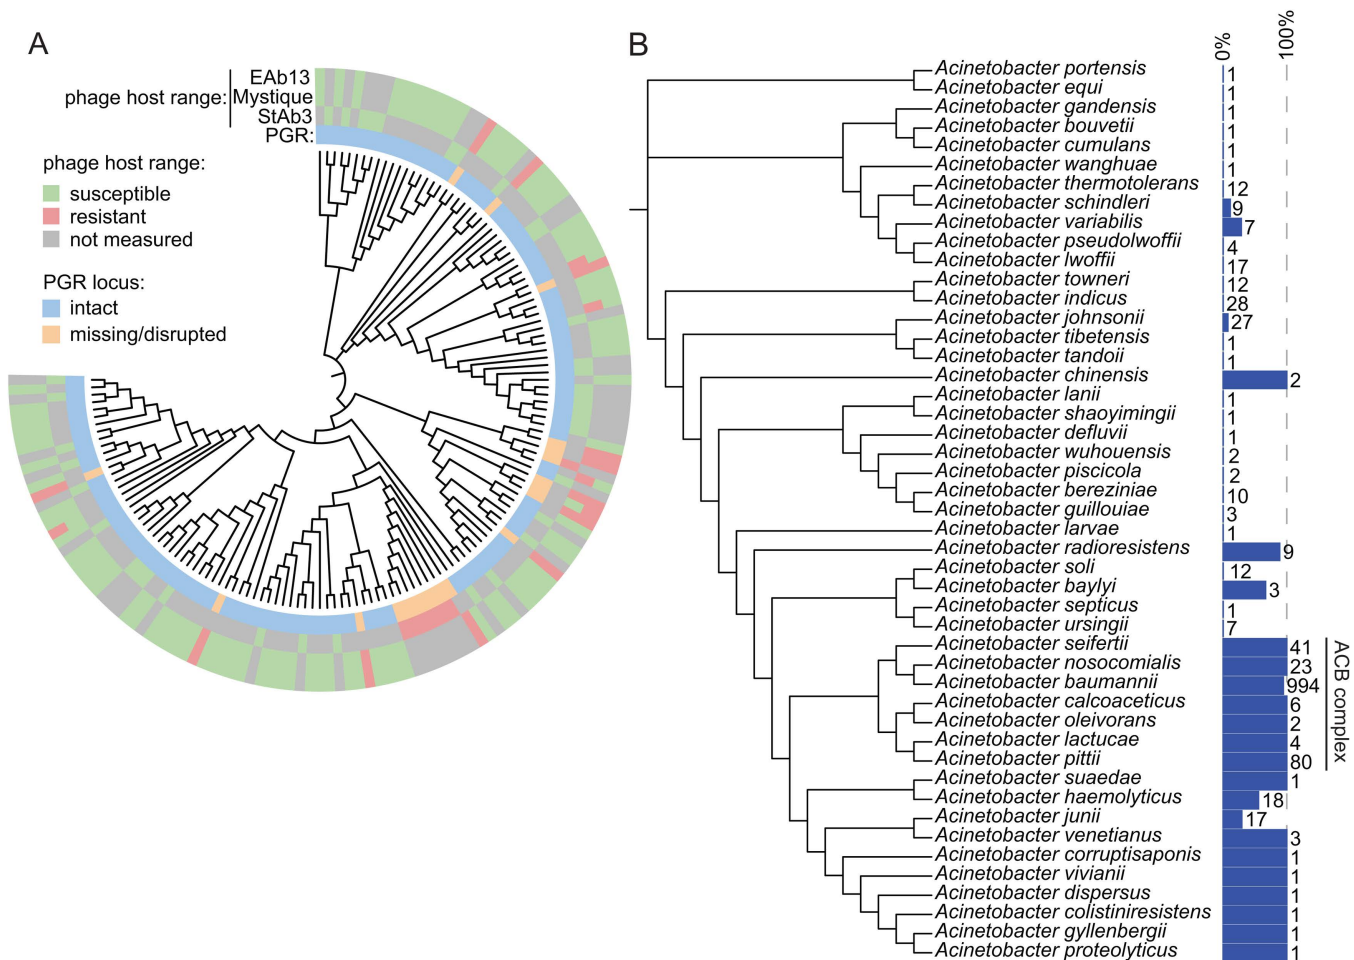 A
phage host range:
EAb13
Mystique
StAb3
PGR:
phage host range:
susceptible
resistant
not measured
PGR locus:
intact
missing/disrupted
B
0%
100%
Acinetobacter portensis 1
Acinetobacter equi 1
Acinetobacter gandensis 1
Acinetobacter bouvetii 1
Acinetobacter cumulans 1
Acinetobacter wanghuae 1
Acinetobacter thermotolerans 12
Acinetobacter schindleri 9
Acinetobacter variabilis 7
Acinetobacter pseudolwoffii 4
Acinetobacter lwoffii 17
Acinetobacter towneri 12
Acinetobacter indicus 28
Acinetobacter johnsonii 27
Acinetobacter tibetensis 1
Acinetobacter tandoii 1
Acinetobacter chinensis 2
Acinetobacter lanii 1
Acinetobacter shaoyimingii 1
Acinetobacter defluvii 1
Acinetobacter wuhouensis 2
Acinetobacter piscicola 2
Acinetobacter bereziniae 10
Acinetobacter guillouiae 3
Acinetobacter larvae 1
Acinetobacter radioresistens 9
Acinetobacter soli 12
Acinetobacter baylyi 3
Acinetobacter septicus 1
Acinetobacter ursingii 7
Acinetobacter seifertii 41
Acinetobacter nosocomialis 23
Acinetobacter baumannii 994
Acinetobacter calcoaceticus 6
Acinetobacter oleivorans 2
Acinetobacter lactucae 4
Acinetobacter pittii 80
Acinetobacter suaedae 1
Acinetobacter haemolyticus 18
Acinetobacter junii 17
Acinetobacter venetianus 3
Acinetobacter corruptisaponis 1
Acinetobacter vivianii 1
Acinetobacter dispersus 1
Acinetobacter colistiniresistens 1
Acinetobacter gyllenbergii 1
Acinetobacter proteolyticus 1
ACB complex